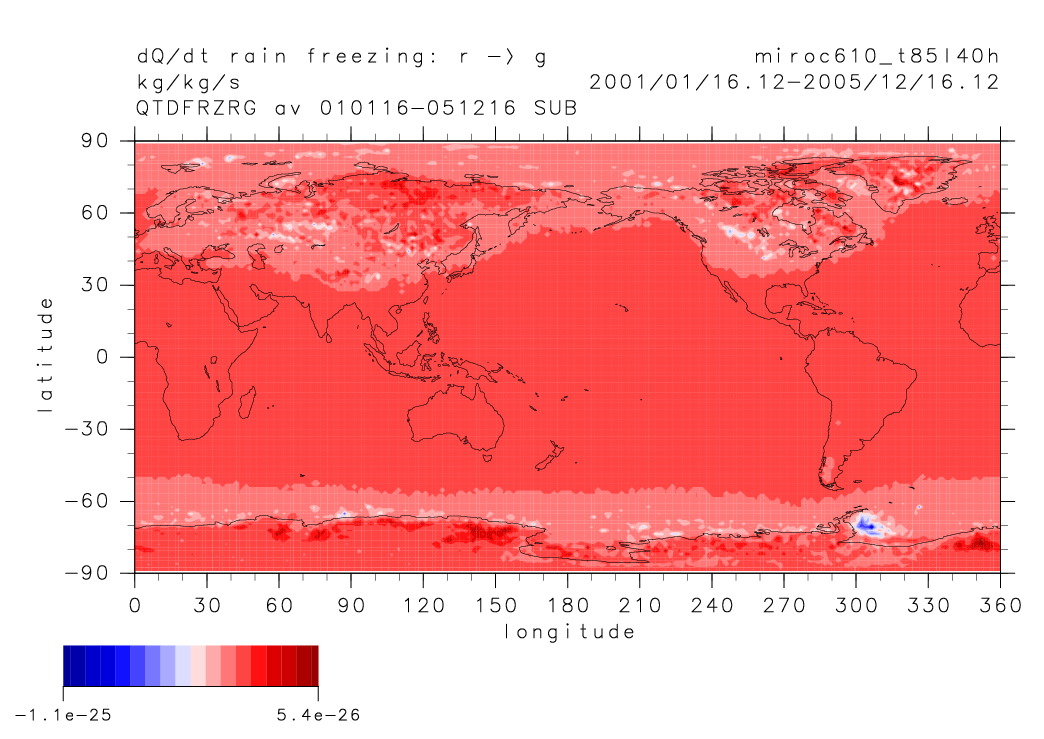 dQ/dt rain freezing: r -> g
miroc610_t85l40h
kg/kg/s
2001/01/16.12-2005/12/16.12
QTDFRZRG av 010116-051216 SUB
90
60
30
0
-30
-60
-90
latitude
0 30 60 90 120 150 180 210 240 270 300 330 360
longitude
-1.1e-25
5.4e-26